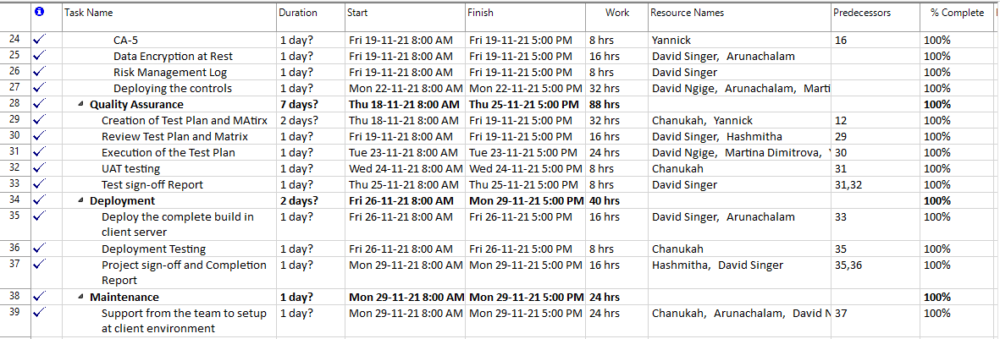 Task Name Duration Start Finish Work Resource Names Predecessors % Complete
24 CA-5 1 day? Fri 19-11-21 8:00 AM Fri 19-11-21 5:00 PM 8 hrs Yannick 16 100%
25 Data Encryption at Rest 1 day? Fri 19-11-21 8:00 AM Fri 19-11-21 5:00 PM 16 hrs David Singer, Arunachalam 100%
26 Risk Management Log 1 day? Fri 19-11-21 8:00 AM Fri 19-11-21 5:00 PM 8 hrs David Singer 100%
27 Deploying the controls 1 day? Mon 22-11-21 8:00 AM Mon 22-11-21 5:00 PM 32 hrs David Ngige, Arunachalam, Marti 100%
28 Quality Assurance 7 days? Thu 18-11-21 8:00 AM Thu 25-11-21 5:00 PM 88 hrs 100%
29 Creation of Test Plan and MAtirx 2 days? Thu 18-11-21 8:00 AM Fri 19-11-21 5:00 PM 32 hrs Chanukah, Yannick 12 100%
30 Review Test Plan and Matrix 1 day? Fri 19-11-21 8:00 AM Fri 19-11-21 5:00 PM 16 hrs David Singer, Hashmitha 29 100%
31 Execution of the Test Plan 1 day? Tue 23-11-21 8:00 AM Tue 23-11-21 5:00 PM 24 hrs David Ngige, Martina Dimitrova, 30 100%
32 UAT testing 1 day? Wed 24-11-21 8:00 AM Wed 24-11-21 5:00 PM 8 hrs Chanukah 31 100%
33 Test sign-off Report 1 day? Thu 25-11-21 8:00 AM Thu 25-11-21 5:00 PM 8 hrs David Singer 31,32 100%
34 Deployment 2 days? Fri 26-11-21 8:00 AM Mon 29-11-21 5:00 PM 40 hrs 100%
35 Deploy the complete build in 1 day? Fri 26-11-21 8:00 AM Fri 26-11-21 5:00 PM 16 hrs David Singer, Arunachalam 33 100%
client server
36 Deployment Testing 1 day? Fri 26-11-21 8:00 AM Fri 26-11-21 5:00 PM 8 hrs Chanukah 35 100%
37 Project sign-off and Completion 1 day? Mon 29-11-21 8:00 AM Mon 29-11-21 5:00 PM 16 hrs Hashmitha, David Singer 35,36 100%
Report
38 Maintenance 1 day? Mon 29-11-21 8:00 AM Mon 29-11-21 5:00 PM 24 hrs 100%
39 Support from the team to setup 1 day? Mon 29-11-21 8:00 AM Mon 29-11-21 5:00 PM 24 hrs Chanukah, Arunachalam, David N 37 100%
at client environment